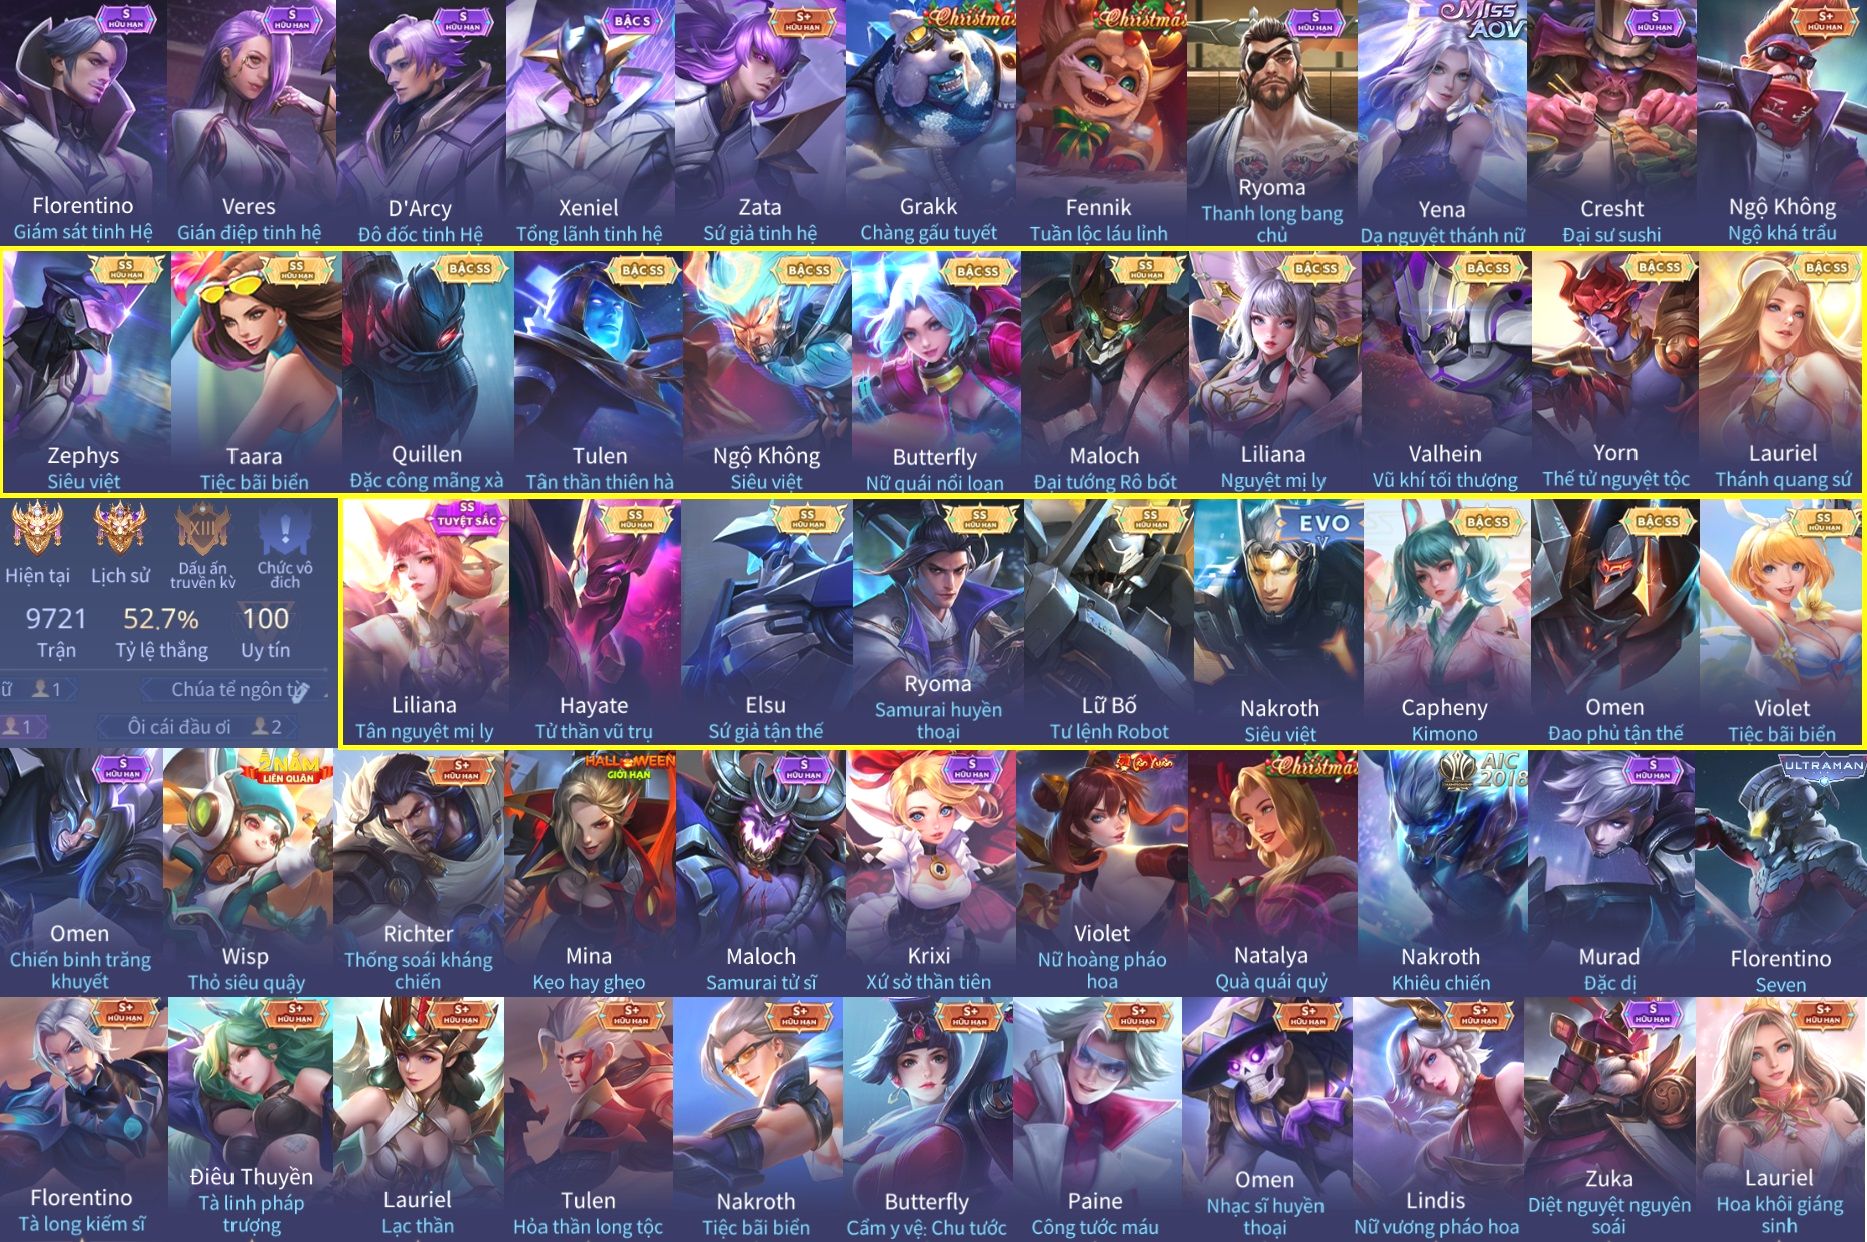 S
HỮU HẠN
Florentino
Giám sát tinh Hệ
S
HỮU HẠN
Veres
Gián điệp tinh hệ
S
HỮU HẠN
D'Arcy
Đô đốc tinh Hệ
BẬC S
Xeniel
Tổng lãnh tinh hệ
S+
HỮU HẠN
Zata
Sứ giả tinh hệ
Christmas
Grakk
Chàng gấu tuyết
Christmas
Fennik
Tuần lộc láu lỉnh
S
HỮU HẠN
Ryoma
Thanh long bang
chủ
Miss
AOV
Yena
Dạ nguyệt thánh nữ
S
HỮU HẠN
Cresht
Đại sư sushi
S+
HỮU HẠN
Ngộ Không
Ngộ khá trẩu
SS
HỮU HẠN
Zephys
Siêu việt
SS
HỮU HẠN
Taara
Tiệc bãi biển
BẬC SS
Quillen
Đặc công mãng xà
BẬC SS
Tulen
Tân thần thiên hà
BẬC SS
Ngộ Không
Siêu việt
BẬC SS
Butterfly
Nữ quái nổi loạn
SS
HỮU HẠN
Maloch
Đại tướng Rô bốt
BẬC SS
Liliana
Nguyệt mị ly
BẬC SS
Valhein
Vũ khí tối thượng
BẬC SS
Yorn
Thế tử nguyệt tộc
BẬC SS
Lauriel
Thánh quang sứ
XIII
Hiện tại
Lịch sử
Dấu ấn
truyền kỳ
Chức vô
địch
9721
Trận
52.7%
Tỷ lệ thắng
100
Uy tín
ữ 1
Chúa tể ngôn từ
1
Ôi cái đầu ơi 2
SS
TUYỆT SẮC
Liliana
Tân nguyệt mị ly
SS
HỮU HẠN
Hayate
Tử thần vũ trụ
SS
HỮU HẠN
Elsu
Sứ giả tận thế
SS
HỮU HẠN
Ryoma
Samurai huyền
thoại
SS
HỮU HẠN
Lữ Bố
Tư lệnh Robot
EVO
V
Nakroth
Siêu việt
BẬC SS
Capheny
Kimono
BẬC SS
Omen
Đao phủ tận thế
SS
HỮU HẠN
Violet
Tiệc bãi biển
S
HỮU HẠN
Omen
Chiến binh trăng
khuyết
2 NĂM
LIÊN QUÂN
Wisp
Thỏ siêu quậy
S+
HỮU HẠN
Richter
Thống soái kháng
chiến
HALLOWEEN
GIỚI HẠN
Mina
Kẹo hay ghẹo
S
HỮU HẠN
Maloch
Samurai tử sĩ
S
HỮU HẠN
Krixi
Xứ sở thần tiên
Tân Xuân
Violet
Nữ hoàng pháo
hoa
Christmas
Natalya
Quà quái quỷ
AIC
2018
Nakroth
Khiêu chiến
S
HỮU HẠN
Murad
Đặc dị
ULTRAMAN
Florentino
Seven
S+
HỮU HẠN
Florentino
Tà long kiếm sĩ
S+
HỮU HẠN
Điêu Thuyền
Tà linh pháp
trượng
S+
HỮU HẠN
Lauriel
Lạc thần
S+
HỮU HẠN
Tulen
Hỏa thần long tộc
S+
HỮU HẠN
Nakroth
Tiệc bãi biển
S+
HỮU HẠN
Butterfly
Cẩm y vệ: Chu tước
S+
HỮU HẠN
Paine
Công tước máu
S+
HỮU HẠN
Omen
Nhạc sĩ huyền
thoại
S+
HỮU HẠN
Lindis
Nữ vương pháo hoa
S
HỮU HẠN
Zuka
Diệt nguyệt nguyên
soái
S+
HỮU HẠN
Lauriel
Hoa khôi giáng
sinh